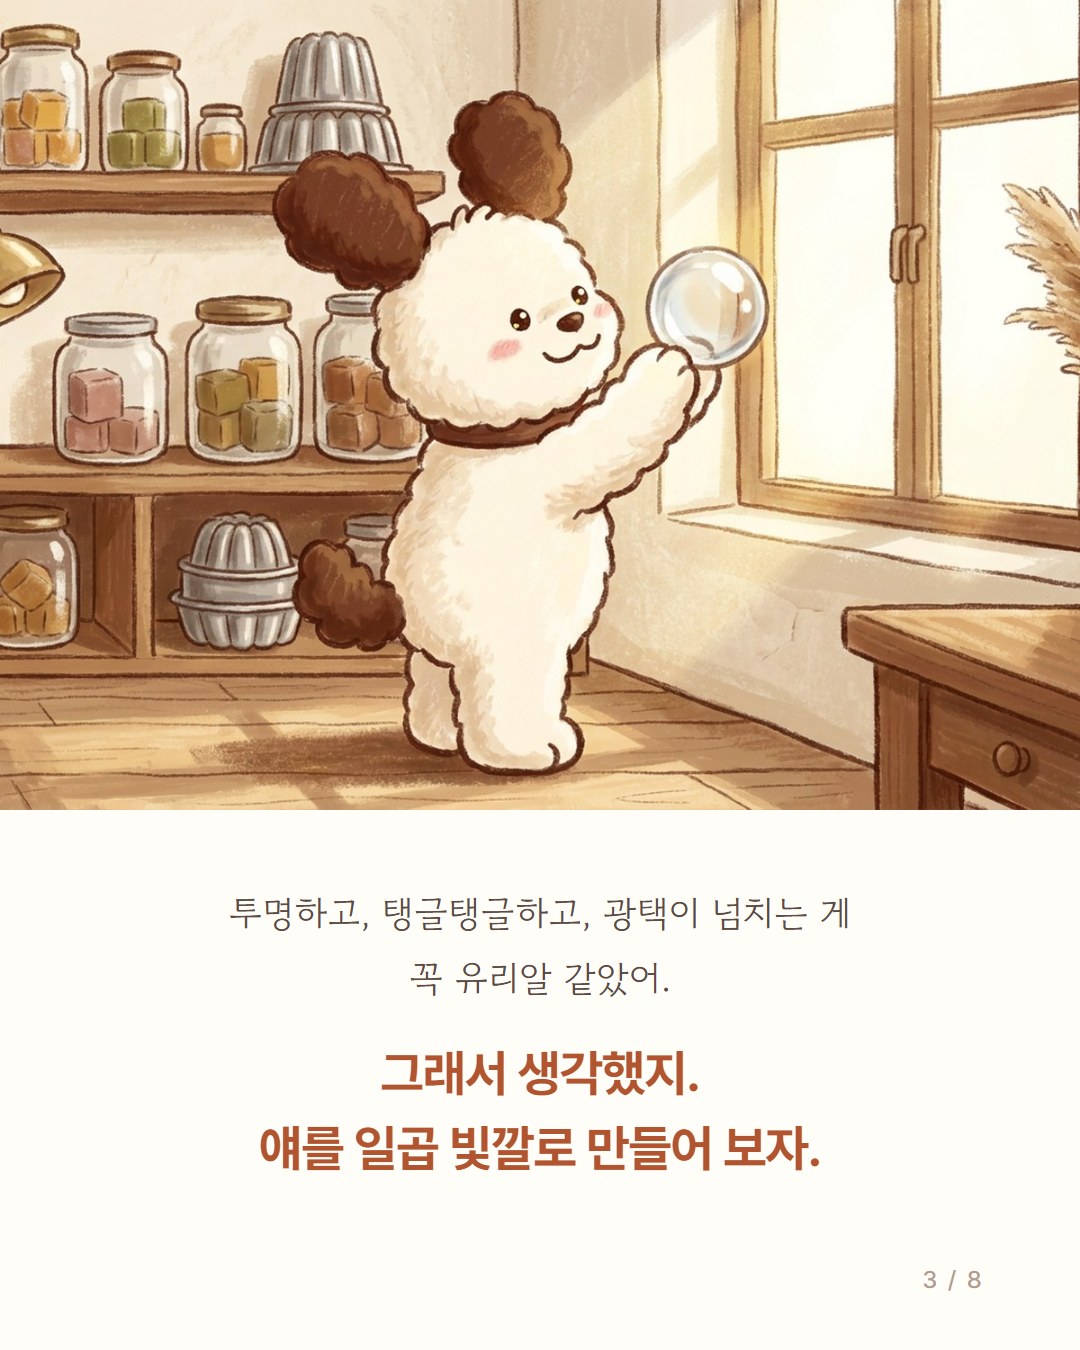 투명하고, 탱글탱글하고, 광택이 넘치는 게
꼭 유리알 같았어.
그래서 생각했지.
얘를 일곱 빛깔로 만들어 보자.
3 / 8